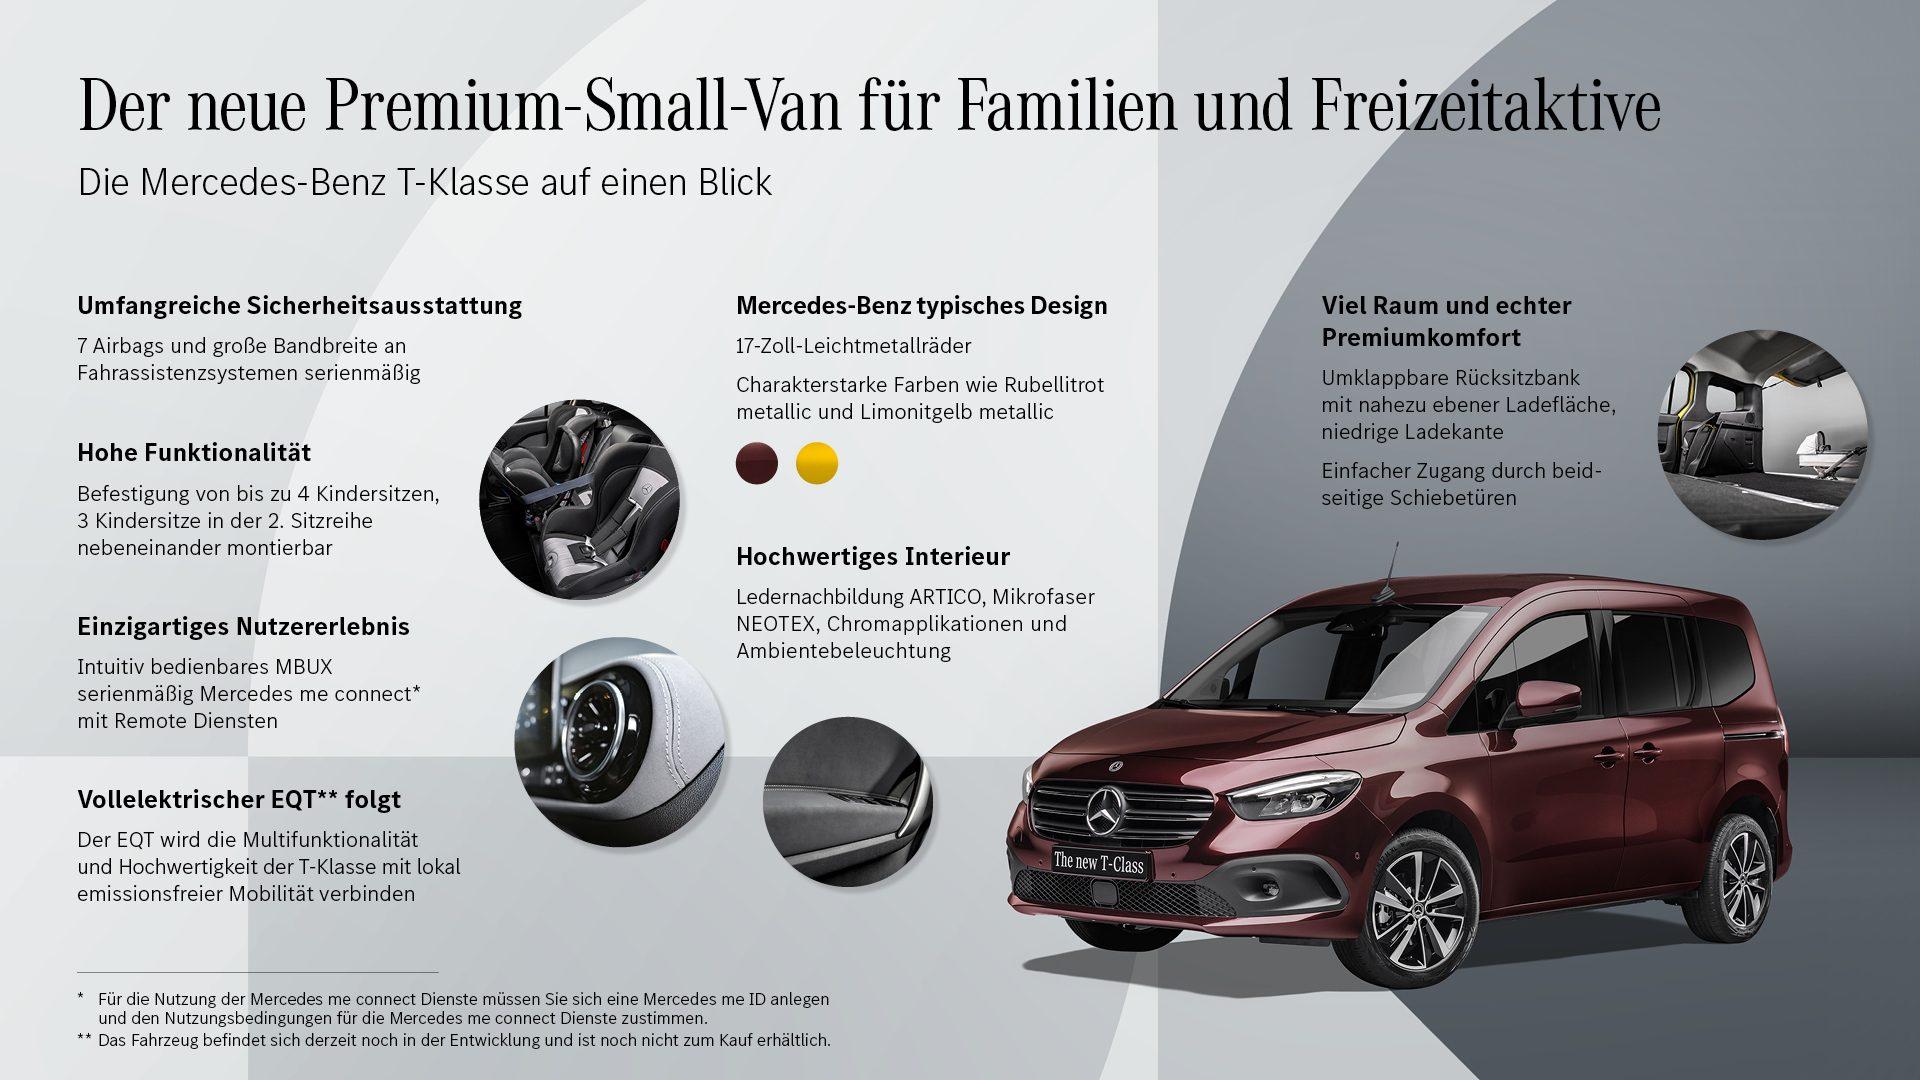 Der neue Premium-Small-Van für Familien und Freizeitaktive
Die Mercedes-Benz T-Klasse auf einen Blick
Umfangreiche Sicherheitsausstattung
7 Airbags und große Bandbreite an
Fahrassistenzsystemen serienmäßig
Hohe Funktionalität
Befestigung von bis zu 4 Kindersitzen,
3 Kindersitze in der 2. Sitzreihe
nebeneinander montierbar
Einzigartiges Nutzererlebnis
Intuitiv bedienbares MBUX
serienmäßig Mercedes me connect*
mit Remote Diensten
Vollelektrischer EQT** folgt
Der EQT wird die Multifunktionalität
und Hochwertigkeit der T-Klasse mit lokal
emissionsfreier Mobilität verbinden
Mercedes-Benz typisches Design
17-Zoll-Leichtmetallräder
Charakterstarke Farben wie Rubellitrot
metallic und Limonitgelb metallic
Hochwertiges Interieur
Ledernachbildung ARTICO, Mikrofaser
NEOTEX, Chromapplikationen und
Ambientebeleuchtung
Viel Raum und echter
Premiumkomfort
Umklappbare Rücksitzbank
mit nahezu ebener Ladefläche,
niedrige Ladekante
Einfacher Zugang durch beid-
seitige Schiebetüren
The new T-Class
* Für die Nutzung der Mercedes me connect Dienste müssen Sie sich eine Mercedes me ID anlegen
und den Nutzungsbedingungen für die Mercedes me connect Dienste zustimmen.
** Das Fahrzeug befindet sich derzeit noch in der Entwicklung und ist noch nicht zum Kauf erhältlich.